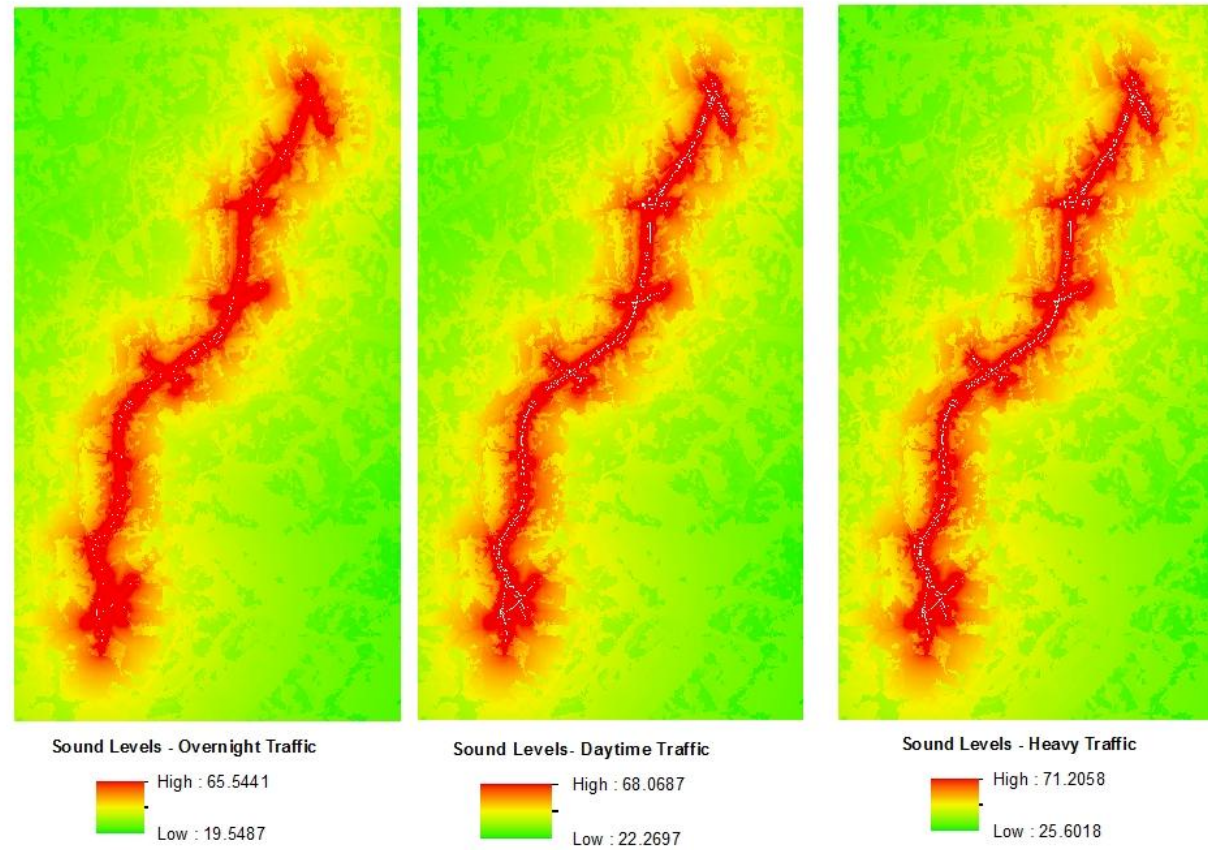 Sound Levels - Overnight Traffic
High : 65.5441
Low : 19.5487
Sound Levels- Daytime Traffic
High : 68.0687
Low : 22.2697
Sound Levels - Heavy Traffic
High : 71.2058
Low : 25.6018